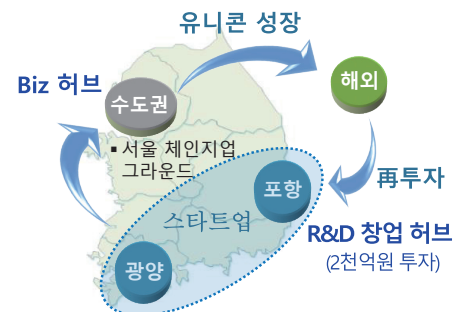 유니콘 성장
해외
Biz 허브
수도권
▪ 서울 체인지업
그라운드
再투자
포항
스타트업
R&D 창업 허브
(2천억원 투자)
광양